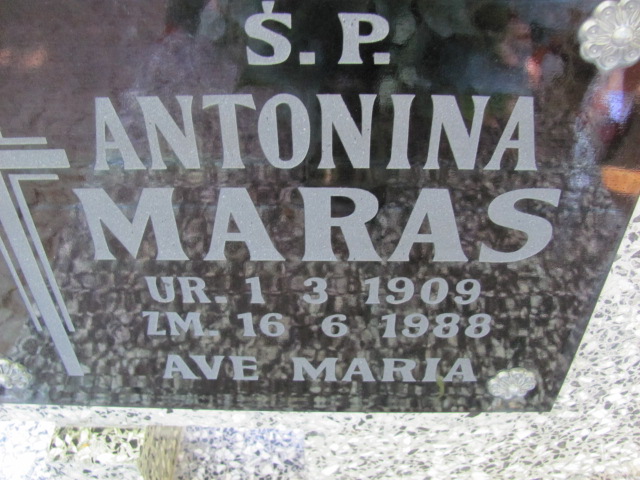 Ś. P.
ANTONINA
MARAS
UR. 1 3 1909
ZM. 16 6 1988
AVE MARIA